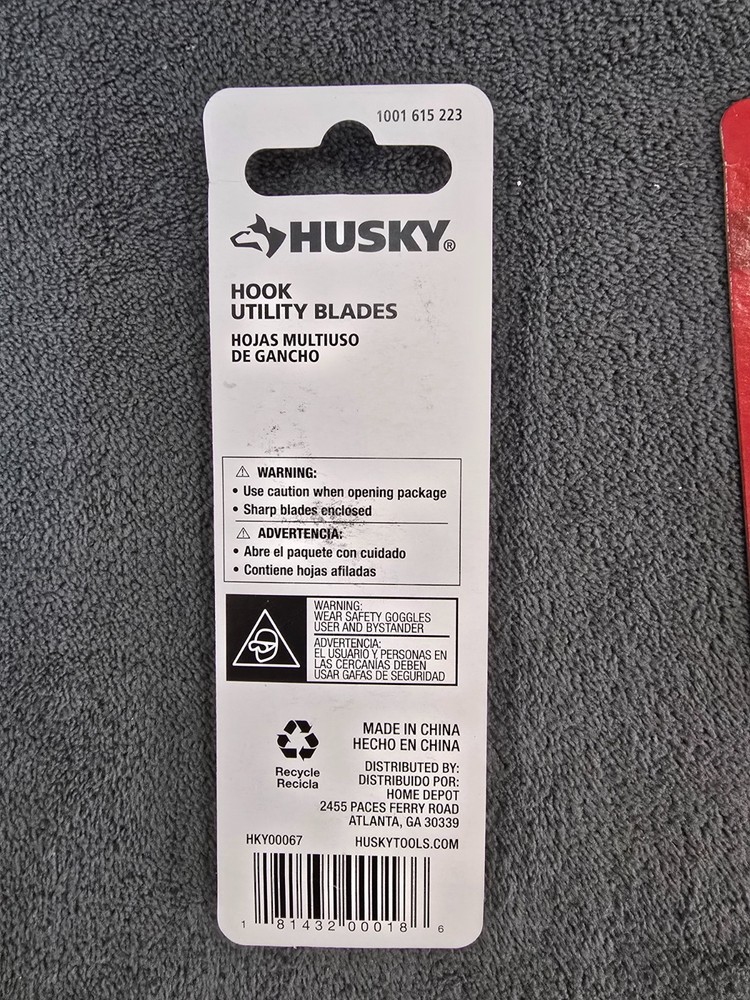 1001 615 223
HUSKY®
HOOK
UTILITY BLADES
HOJAS MULTIUSO
DE GANCHO
⚠ WARNING:
• Use caution when opening package
• Sharp blades enclosed
⚠ ADVERTENCIA:
• Abre el paquete con cuidado
• Contiene hojas afiladas
WARNING:
WEAR SAFETY GOGGLES
USER AND BYSTANDER
ADVERTENCIA:
EL USUARIO Y PERSONAS EN
LAS CERCANÍAS DEBEN
USAR GAFAS DE SEGURIDAD
Recycle
Recicla
MADE IN CHINA
HECHO EN CHINA
DISTRIBUTED BY:
DISTRIBUIDO POR:
HOME DEPOT
2455 PACES FERRY ROAD
ATLANTA, GA 30339
HKY00067 HUSKYTOOLS.COM
1 81432 00018 6